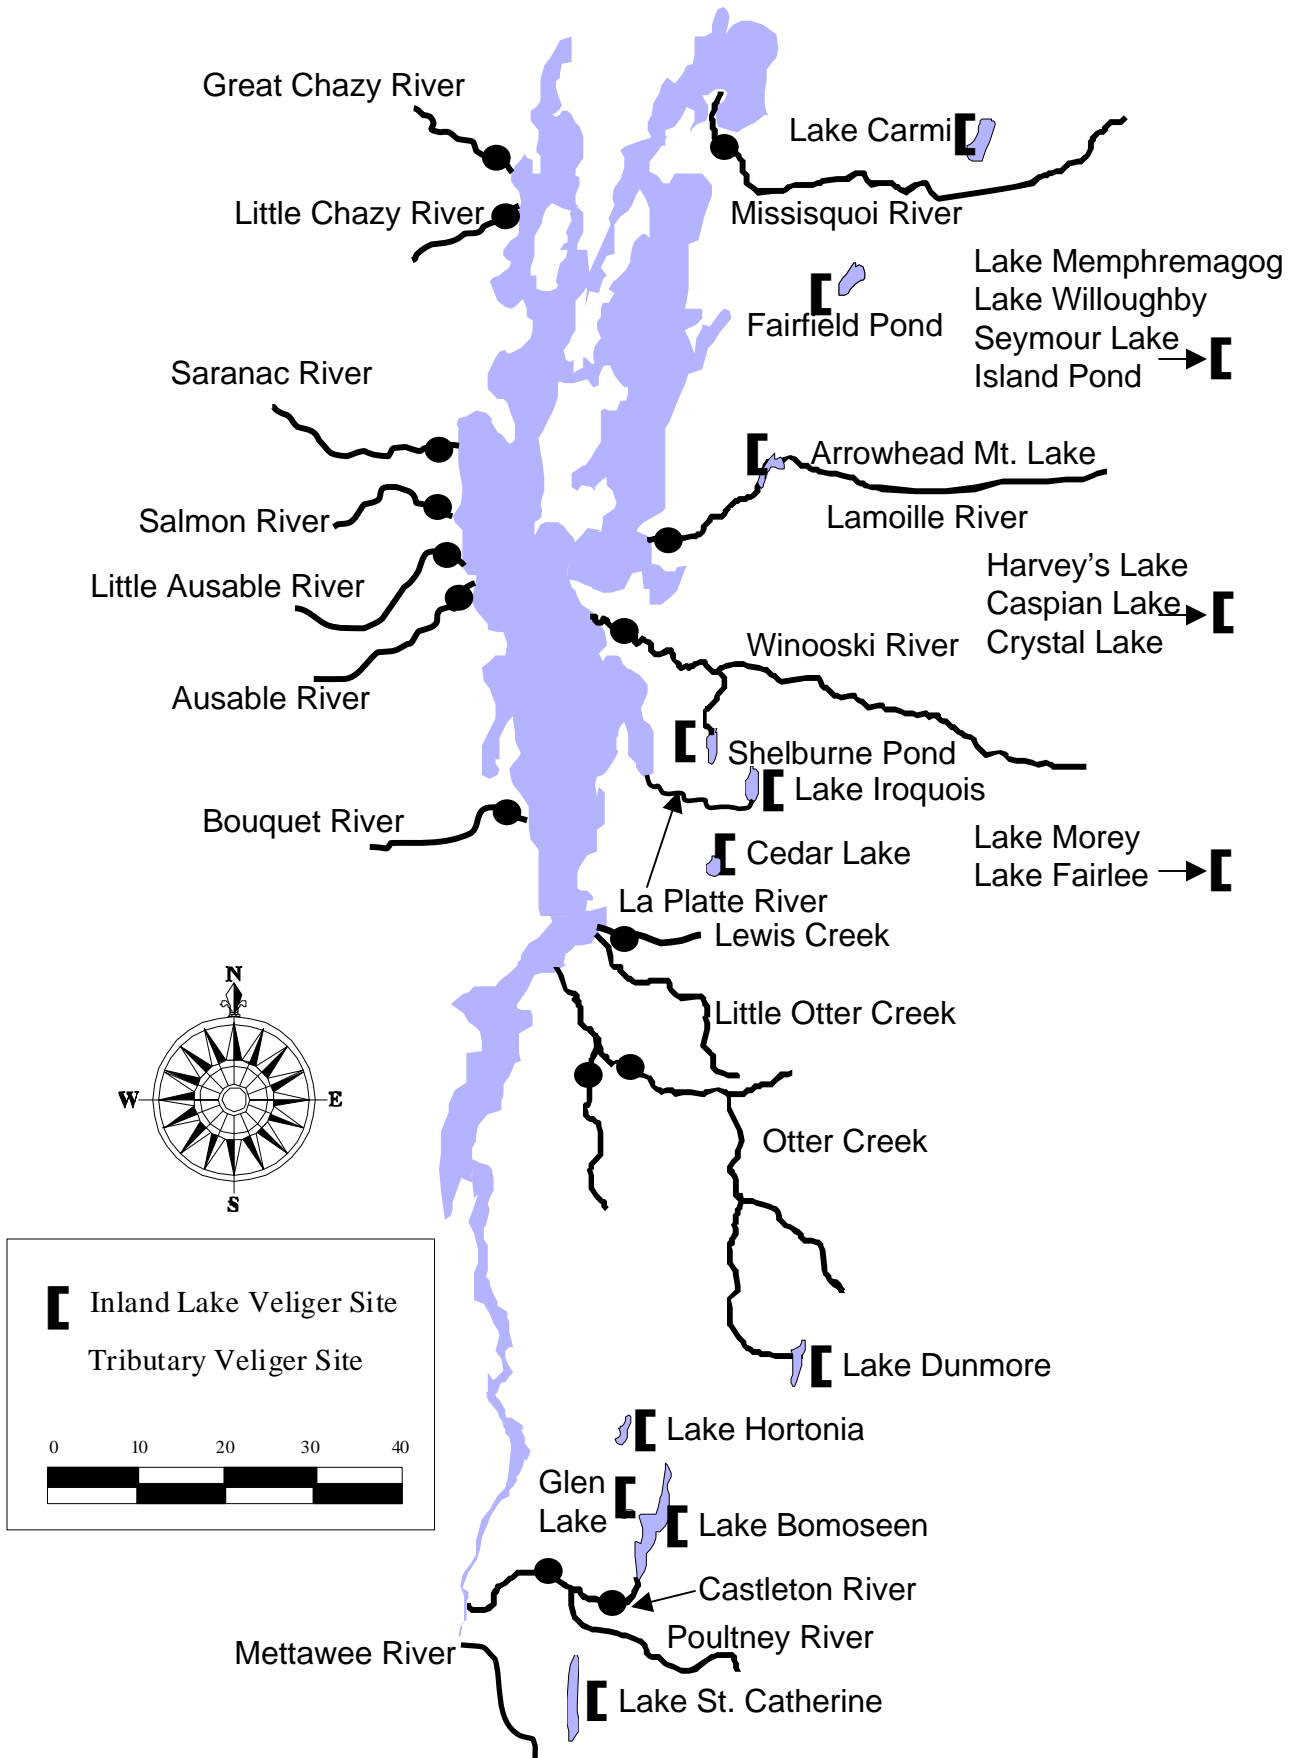 Great Chazy River
Lake Carmi
Little Chazy River
Missisquoi River
Lake Memphremagog
Lake Willoughby
Seymour Lake
Island Pond
Fairfield Pond
Saranac River
Arrowhead Mt. Lake
Salmon River
Lamoille River
Little Ausable River
Harvey’s Lake
Caspian Lake
Crystal Lake
Winooski River
Ausable River
Shelburne Pond
Lake Iroquois
Bouquet River
Cedar Lake
Lake Morey
Lake Fairlee
La Platte River
Lewis Creek
N
Little Otter Creek
W
E
Otter Creek
S
Inland Lake Veliger Site
Tributary Veliger Site
0 10 20 30 40
Lake Dunmore
Lake Hortonia
Glen
Lake
Lake Bomoseen
Castleton River
Poultney River
Mettawee River
Lake St. Catherine